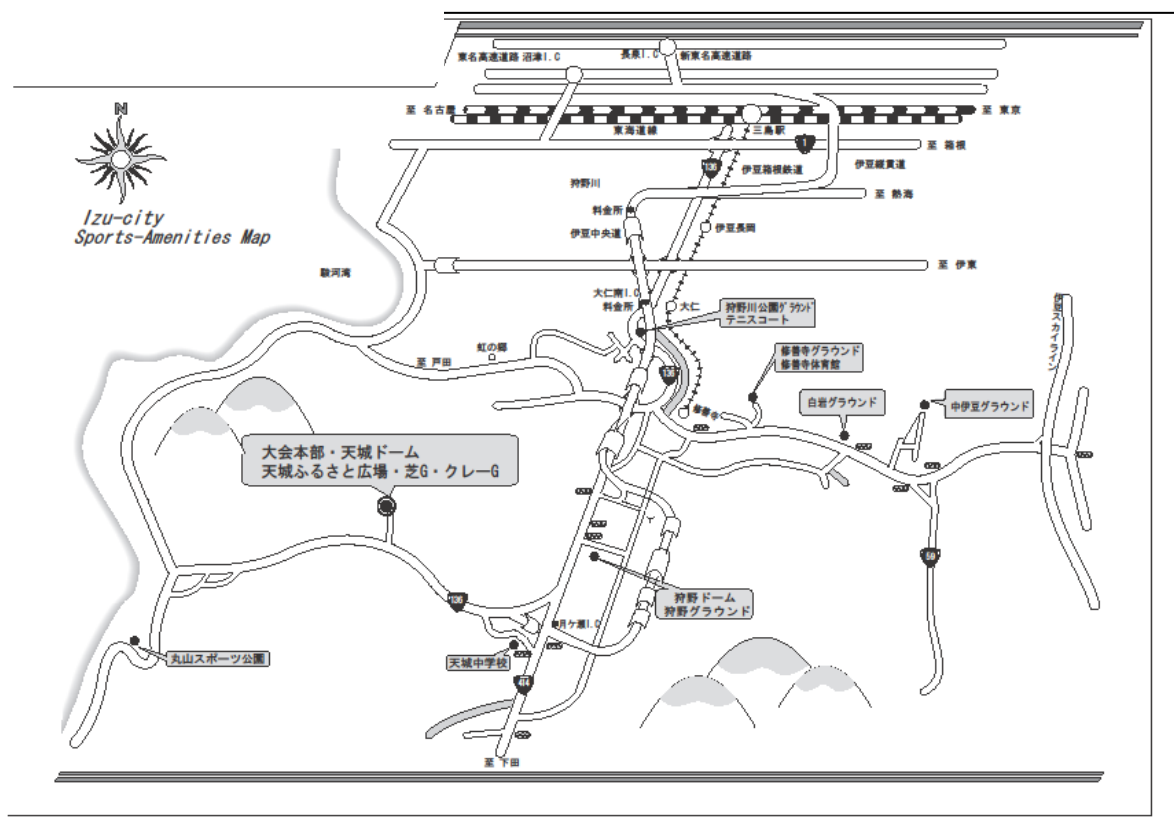 東名高速道路 沼津I.C
長泉I.C
新東名高速道路
N
至 名古屋
至 東京
東海道線
三島駅
1
至 箱根
136
伊豆箱根鉄道
伊豆縦貫道
狩野川
至 熱海
料金所
Izu-city
Sports-Amenities Map
伊豆中央道
伊豆長岡
駿河湾
至 伊東
大仁南I.C
料金所
大仁
狩野川公園グラウンド
テニスコート
伊豆スカイライン
虹の郷
至 戸田
修善寺グラウンド
修善寺体育館
136
修善寺
白岩グラウンド
中伊豆グラウンド
大会本部・天城ドーム
天城ふるさと広場・芝G・クレーG
59
狩野ドーム
狩野グラウンド
136
月ケ瀬I.C
丸山スポーツ公園
天城中学校
414
至 下田